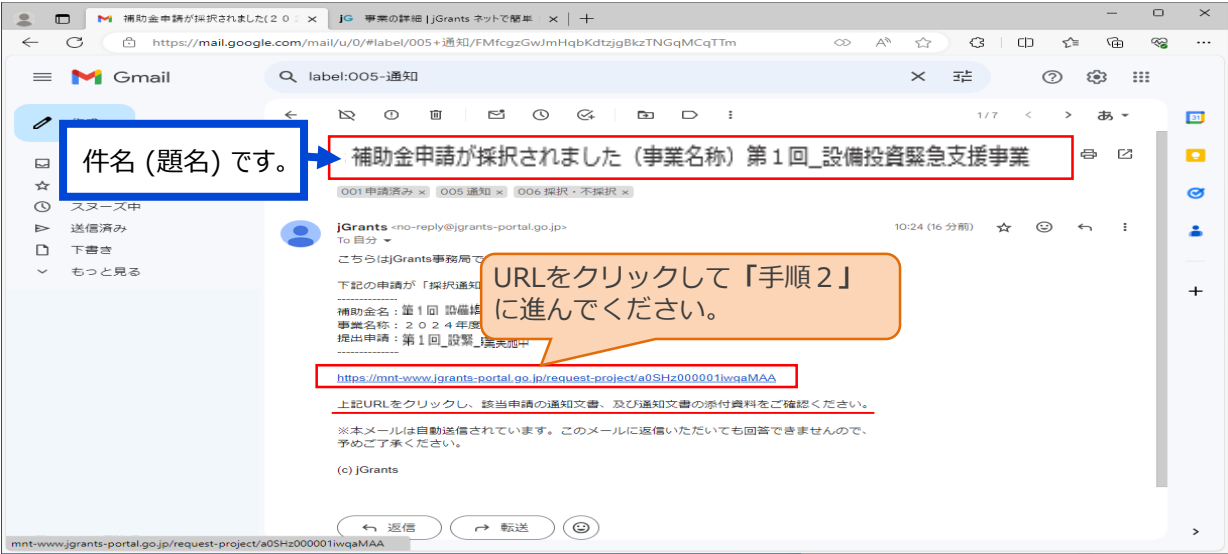 補助金申請が採択されました(２０
jG 事業の詳細 | jGrants ネットで簡単
https://mail.google.com/mail/u/0/#label/005+通知/FMfcgzGwJmHqbKdtzjgBkzTNGqMCqTTm
Gmail
label:005-通知
1/7
あ
31
件名 (題名) です。
補助金申請が採択されました（事業名称）第１回_設備投資緊急支援事業
001 申請済み ×
005 通知 ×
006 採択・不採択 ×
スヌーズ中
送信済み
下書き
もっと見る
jGrants <no-reply@jgrants-portal.go.jp>
10:24 (16 分前)
To 自分
こちらはjGrants事務局で
URLをクリックして「手順２」
に進んでください。
下記の申請が「採択通知
--------------
補助金名：第１回 設備
事業名称：２０２４年度
提出申請：第１回_設緊_
--------------
https://mnt-www.jgrants-portal.go.jp/request-project/a0SHz000001iwqaMAA
上記URLをクリックし、該当申請の通知文書、及び通知文書の添付資料をご確認ください。
※本メールは自動送信されています。このメールに返信いただいても回答できませんので、
予めご了承ください。
(c) jGrants
返信
転送
mnt-www.jgrants-portal.go.jp/request-project/a0SHz000001iwqaMAA